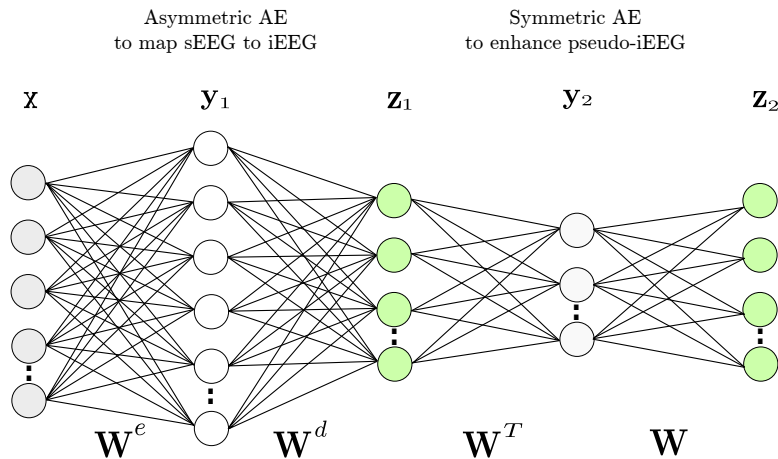 Asymmetric AE
to map sEEG to iEEG
Symmetric AE
to enhance pseudo-iEEG
χ y₁ z₁ y₂ z₂
Wᵉ Wᵈ Wᵀ W